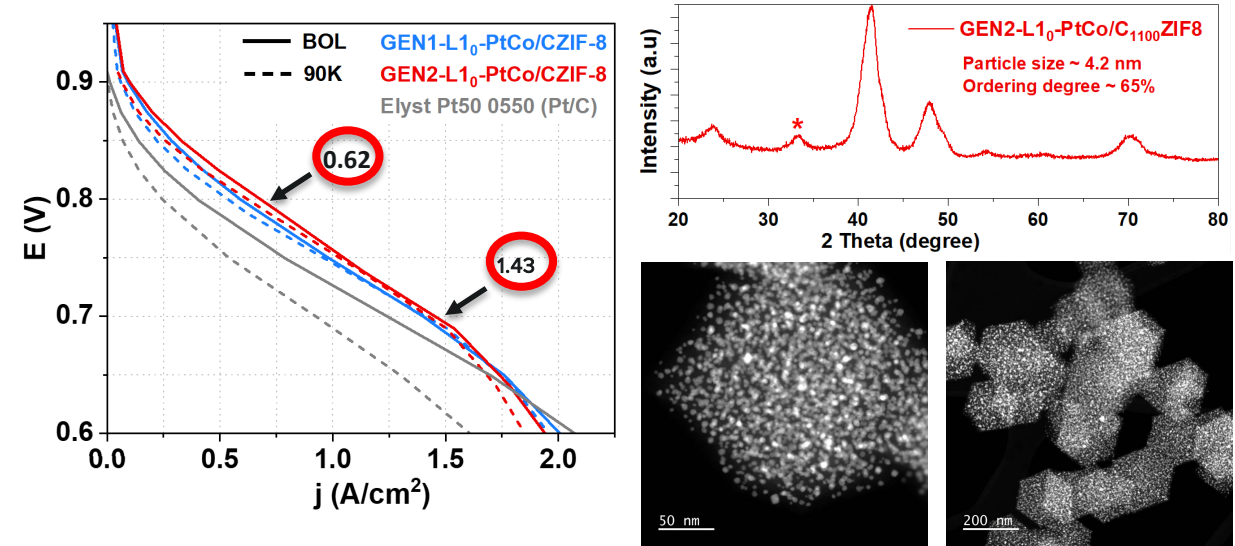 BOL
GEN1-L1₀-PtCo/CZIF-8
90K
GEN2-L1₀-PtCo/CZIF-8
Elyst Pt50 0550 (Pt/C)
0.62
1.43
E (V)
0.9
0.8
0.7
0.6
0.0 0.5 1.0 1.5 2.0
j (A/cm²)
Intensity (a.u)
GEN2-L1₀-PtCo/C₁₁₀₀ZIF8
Particle size ~ 4.2 nm
Ordering degree ~ 65%
*
20 30 40 50 60 70 80
2 Theta (degree)
50 nm
200 nm